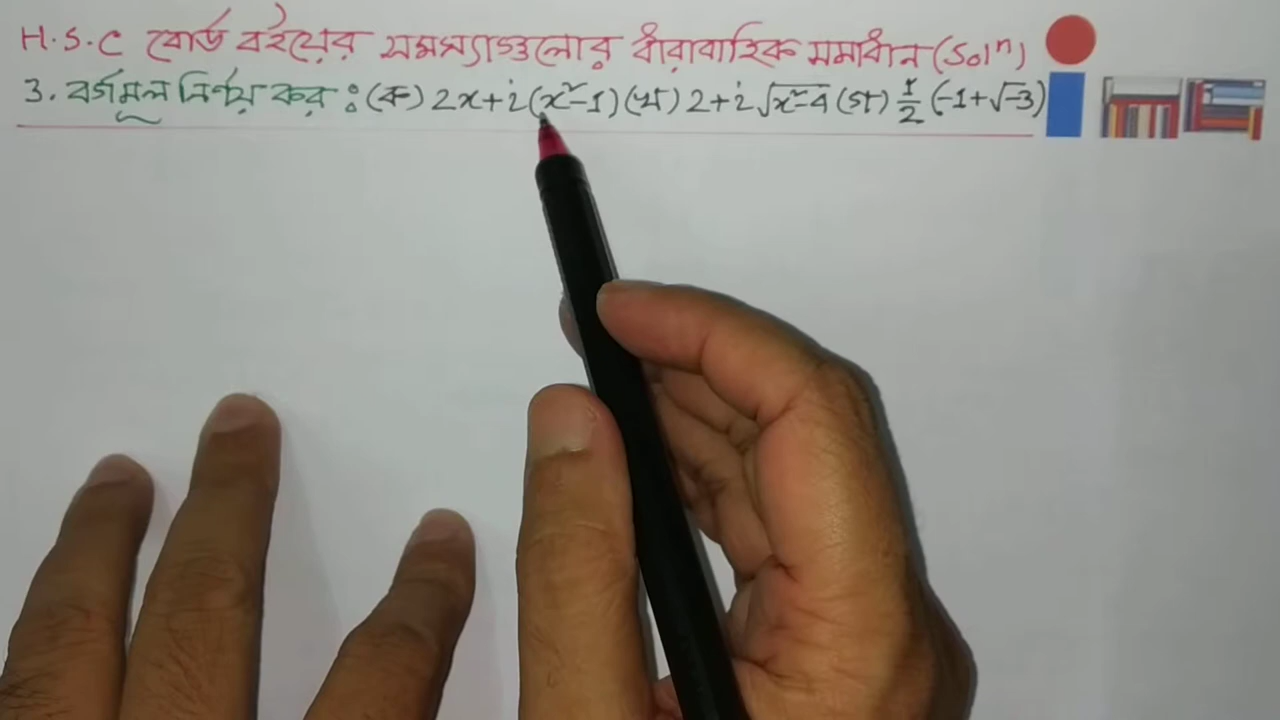 H.S.C বোর্ড বইয়ের সমস্যাগুলোর ধারাবাহিক সমাধান (Solⁿ)
3. বর্গমূল নির্ণয় কর : (ক) 2x+i(x²-1) (খ) 2+i√x²-4 (গ) 1/2 (-1+√-3)